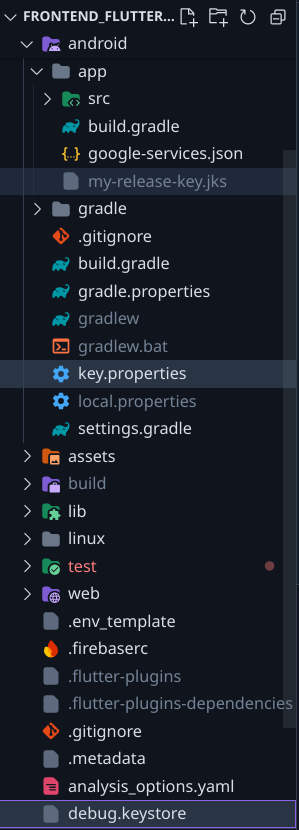 FRONTEND_FLUTTER...
android
app
src
build.gradle
google-services.json
my-release-key.jks
gradle
.gitignore
build.gradle
gradle.properties
gradlew
gradlew.bat
key.properties
local.properties
settings.gradle
assets
build
lib
linux
test
web
.env_template
.firebaserc
.flutter-plugins
.flutter-plugins-dependencies
.gitignore
.metadata
analysis_options.yaml
debug.keystore